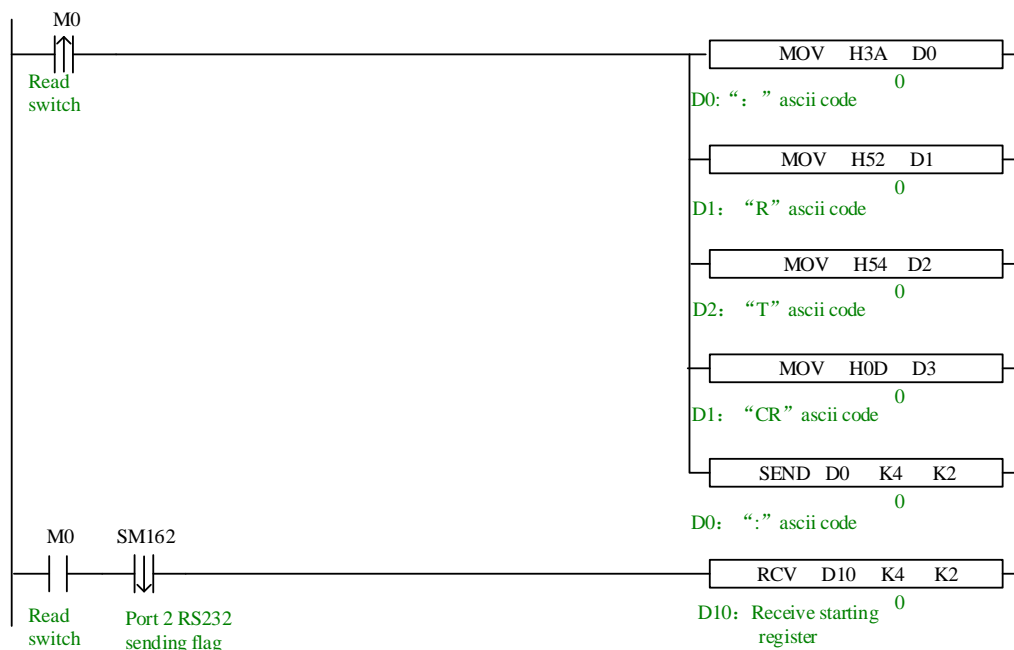 M0
MOV H3A D0
Read
switch
0
D0: “： ” ascii code
MOV H52 D1
0
D1： “R” ascii code
MOV H54 D2
0
D2： “T” ascii code
MOV H0D D3
0
D1： “CR” ascii code
SEND D0 K4 K2
0
D0： “:” ascii code
M0 SM162
RCV D10 K4 K2
Read
switch
Port 2 RS232
sending flag
0
D10： Receive starting
register